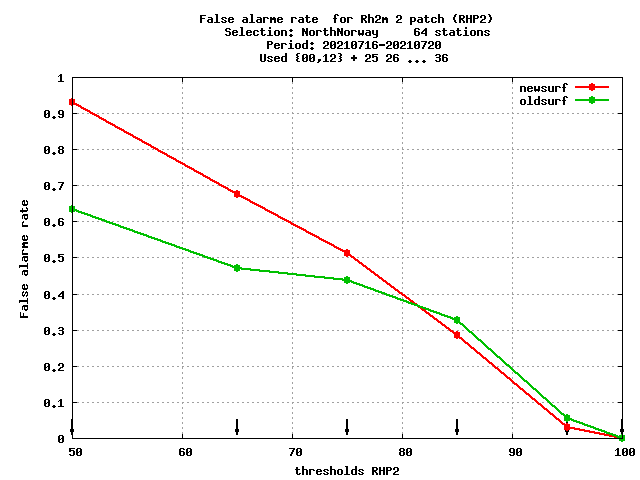 False alarme rate  for Rh2m 2 patch (RHP2)
Selection: NorthNorway     64 stations
Period: 20210716-20210720
Used {00,12} + 25 26 ... 36
newsurf
oldsurf
1
0.9
0.8
0.7
0.6
0.5
0.4
0.3
0.2
0.1
0
False alarme rate
50 60 70 80 90 100
thresholds RHP2